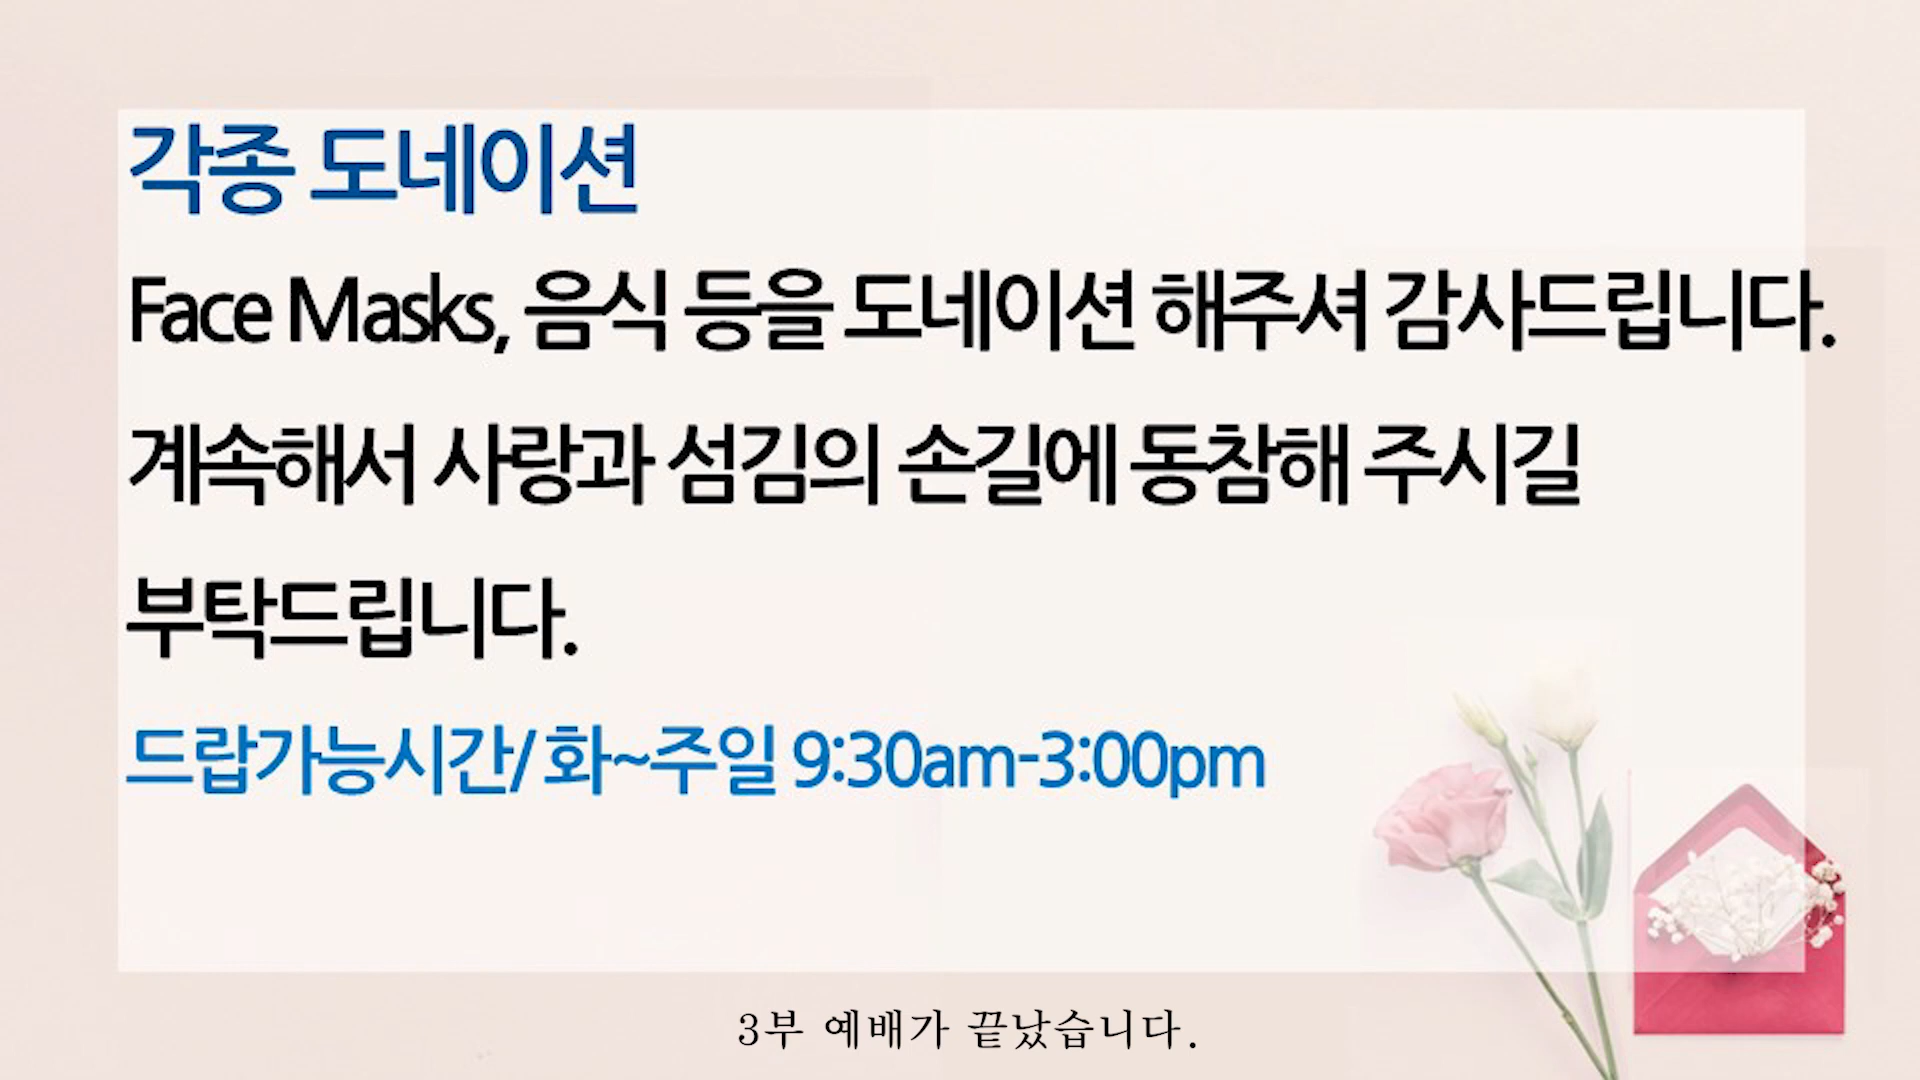 각종 도네이션
Face Masks, 음식 등을 도네이션 해주셔 감사드립니다.
계속해서 사랑과 섬김의 손길에 동참해 주시길
부탁드립니다.
드랍가능시간/ 화~주일 9:30am-3:00pm
3부 예배가 끝났습니다.